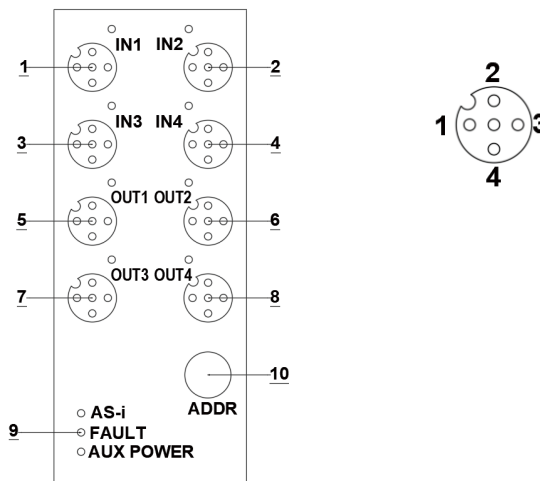 IN1 IN2
1 2
2
IN3 IN4
1 3
3 4
4
OUT1 OUT2
5 6
OUT3 OUT4
7 8
10
ADDR
AS-i
9 FAULT
AUX POWER